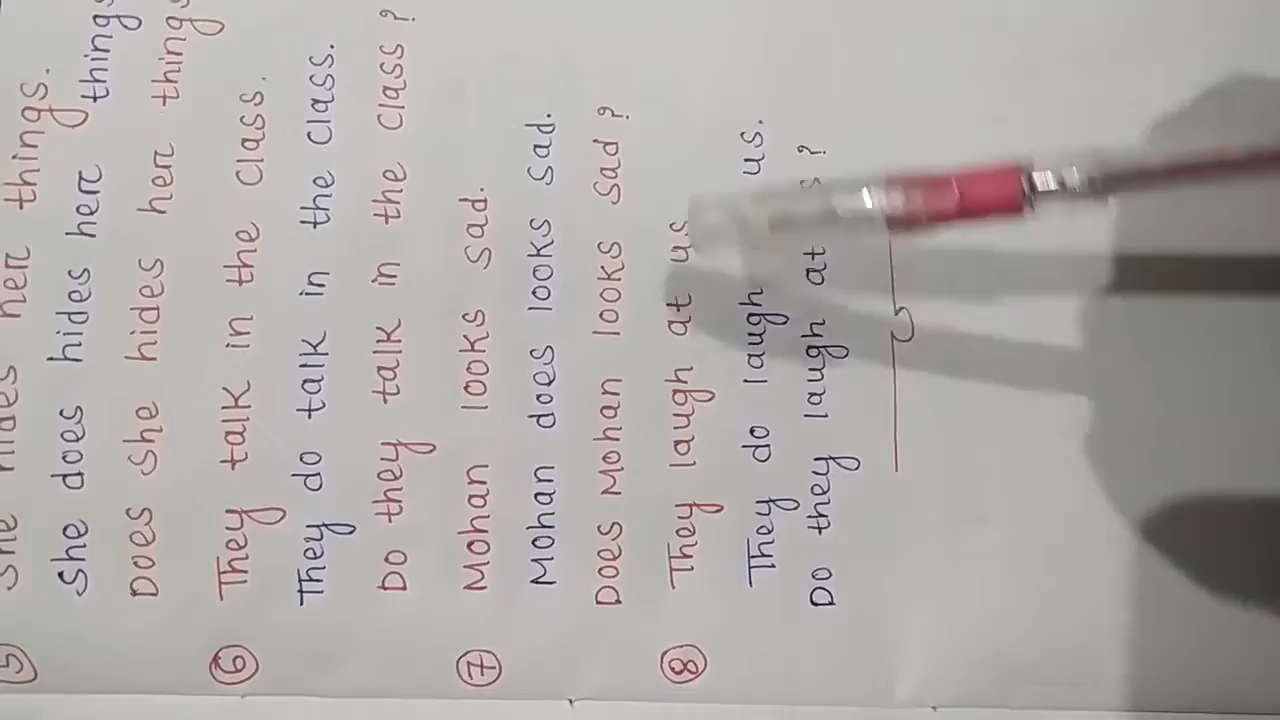 ⑤ She hides her things.
She does hides her things
Does she hides her things
⑥ They talk in the class.
They do talk in the class.
Do they talk in the class ?
⑦ Mohan looks sad.
Mohan does looks sad.
Does Mohan looks sad ?
⑧ They laugh at us
They do laugh us.
Do they laugh at ?